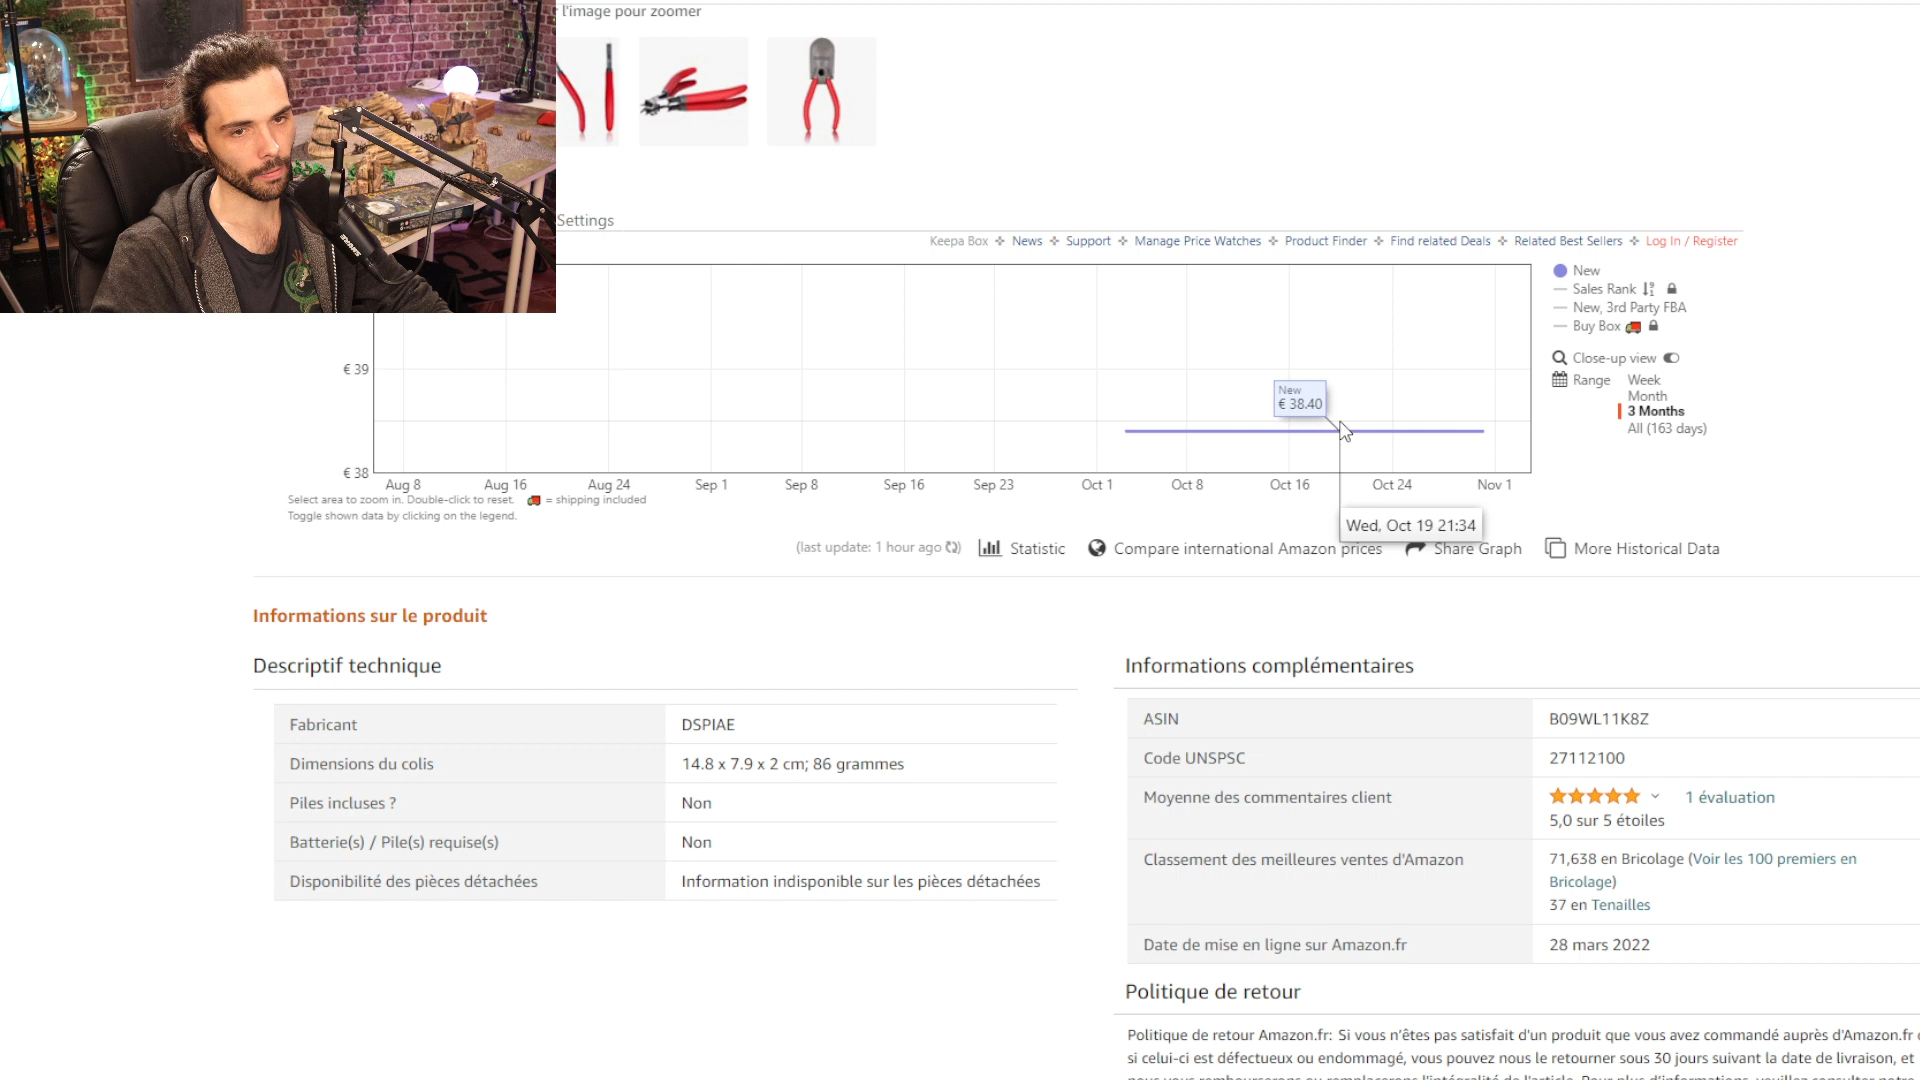 l'image pour zoomer
Settings
Keepa Box ✧ News ✧ Support ✧ Manage Price Watches ✧ Product Finder ✧ Find related Deals ✧ Related Best Sellers ✧ Log In / Register
New
Sales Rank
New, 3rd Party FBA
Buy Box
Close-up view
Range Week
Month
3 Months
All (163 days)
€ 39
New
€ 38.40
€ 38
Aug 8 Aug 16 Aug 24 Sep 1 Sep 8 Sep 16 Sep 23 Oct 1 Oct 8 Oct 16 Oct 24 Nov 1
Select area to zoom in. Double-click to reset. = shipping included
Toggle shown data by clicking on the legend.
Wed, Oct 19 21:34
(last update: 1 hour ago) Statistic Compare international Amazon prices Share Graph More Historical Data
Informations sur le produit
Descriptif technique
Fabricant DSPIAE
Dimensions du colis 14.8 x 7.9 x 2 cm; 86 grammes
Piles incluses ? Non
Batterie(s) / Pile(s) requise(s) Non
Disponibilité des pièces détachées Information indisponible sur les pièces détachées
Informations complémentaires
ASIN B09WL11K8Z
Code UNSPSC 27112100
Moyenne des commentaires client 1 évaluation
5,0 sur 5 étoiles
Classement des meilleures ventes d'Amazon 71,638 en Bricolage (Voir les 100 premiers en
Bricolage)
37 en Tenailles
Date de mise en ligne sur Amazon.fr 28 mars 2022
Politique de retour
Politique de retour Amazon.fr: Si vous n'êtes pas satisfait d'un produit que vous avez commandé auprès d'Amazon.fr
si celui-ci est défectueux ou endommagé, vous pouvez nous le retourner sous 30 jours suivant la date de livraison, et